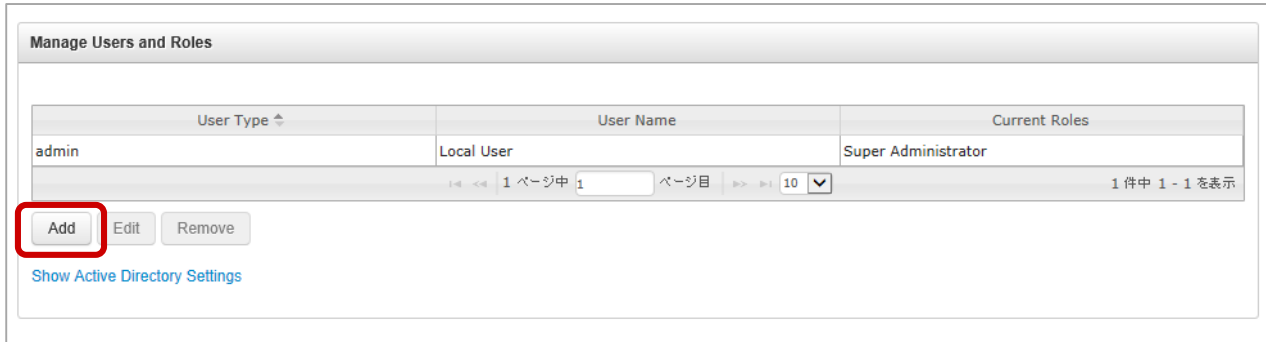 Manage Users and Roles
User Type User Name Current Roles
admin Local User Super Administrator
1 ページ中 1 ページ目 10 1 件中 1 - 1 を表示
Add Edit Remove
Show Active Directory Settings